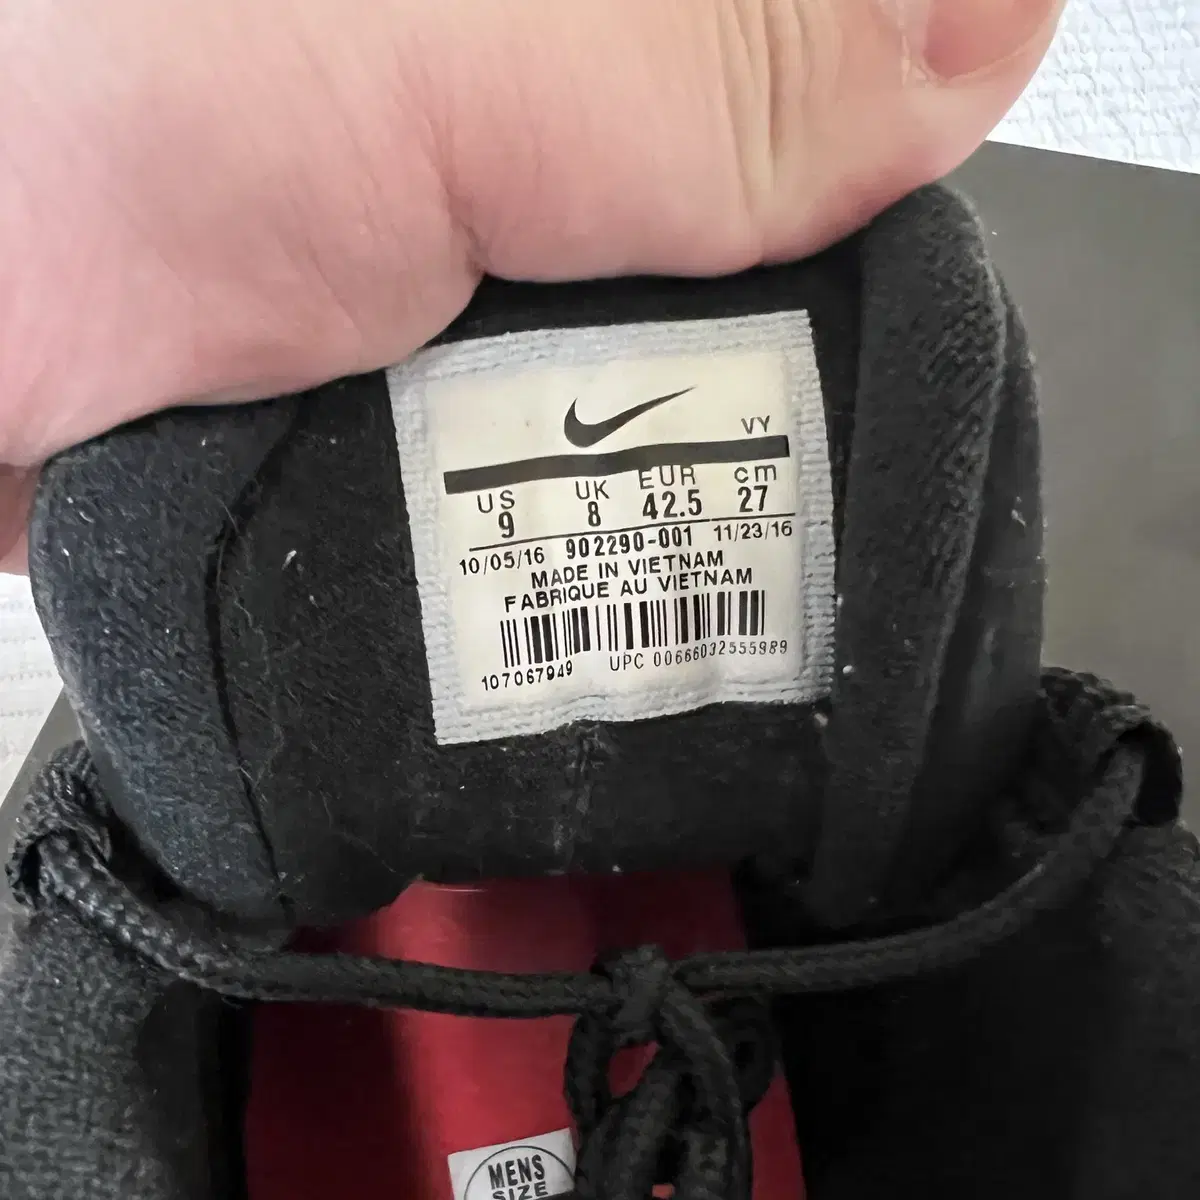 VY
US UK EUR cm
9 8 42.5 27
10/05/16 902290-001 11/23/16
MADE IN VIETNAM
FABRIQUE AU VIETNAM
107067949 UPC 00666032555989
MENS
SIZE